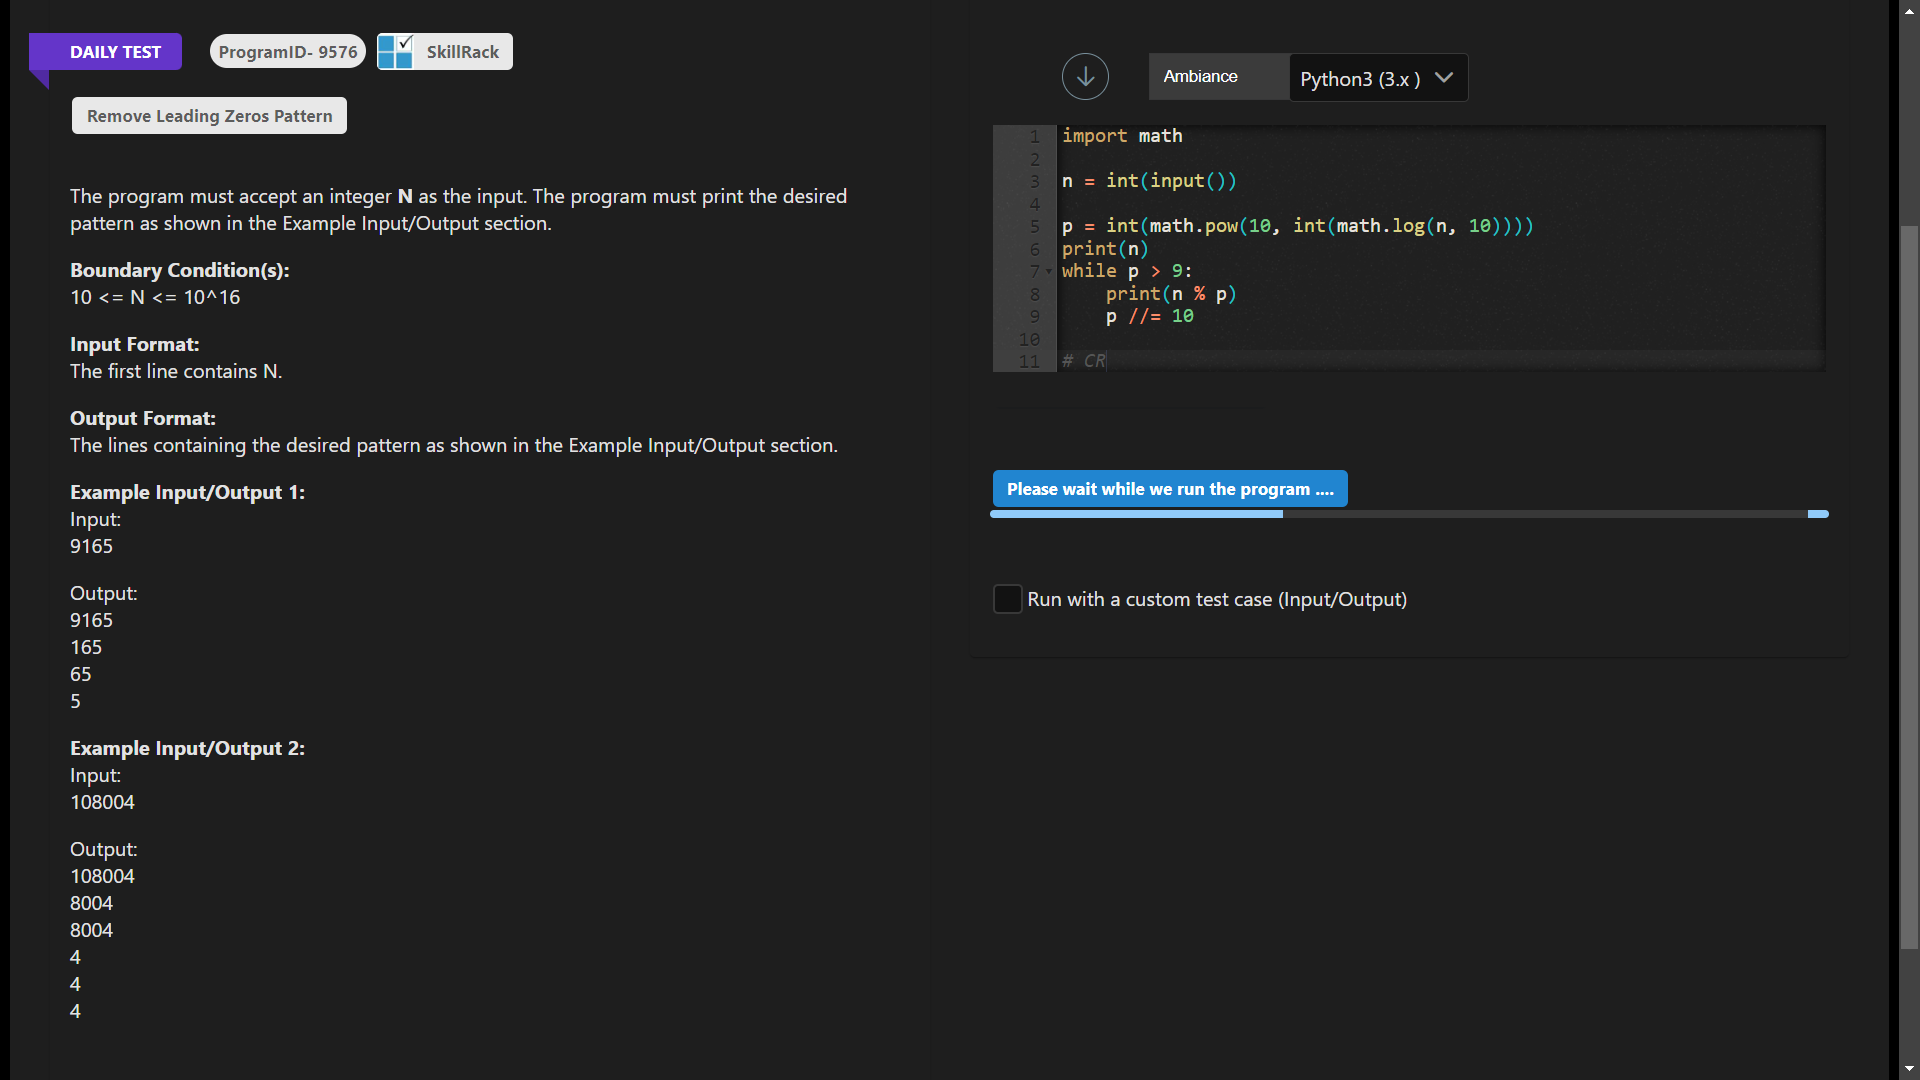 DAILY TEST
ProgramID- 9576
SkillRack
Remove Leading Zeros Pattern
The program must accept an integer N as the input. The program must print the desired
pattern as shown in the Example Input/Output section.
Boundary Condition(s):
10 <= N <= 10^16
Input Format:
The first line contains N.
Output Format:
The lines containing the desired pattern as shown in the Example Input/Output section.
Example Input/Output 1:
Input:
9165
Output:
9165
165
65
5
Example Input/Output 2:
Input:
108004
Output:
108004
8004
8004
4
4
4
Ambiance
Python3 (3.x )
1 import math
2
3 n = int(input())
4
5 p = int(math.pow(10, int(math.log(n, 10))))
6 print(n)
7 while p > 9:
8     print(n % p)
9     p //= 10
10
11 # CR
Please wait while we run the program ....
Run with a custom test case (Input/Output)